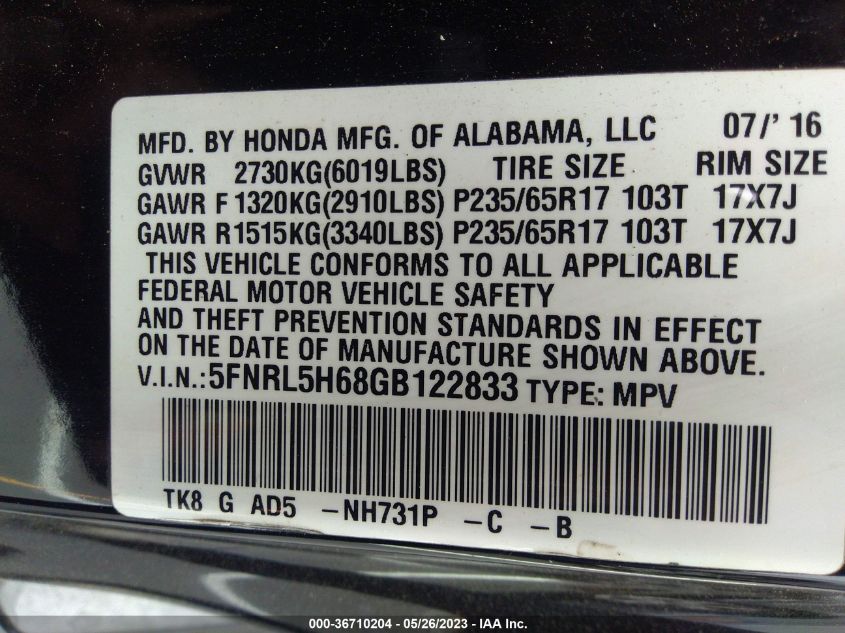 MFD. BY HONDA MFG. OF ALABAMA, LLC 07/' 16
GVWR 2730KG(6019LBS) TIRE SIZE RIM SIZE
GAWR F 1320KG(2910LBS) P235/65R17 103T 17X7J
GAWR R1515KG(3340LBS) P235/65R17 103T 17X7J
THIS VEHICLE CONFORMS TO ALL APPLICABLE
FEDERAL MOTOR VEHICLE SAFETY
AND THEFT PREVENTION STANDARDS IN EFFECT
ON THE DATE OF MANUFACTURE SHOWN ABOVE.
V.I.N.:5FNRL5H68GB122833 TYPE: MPV
TK8 G AD5 -NH731P -C -B
000-36710204 - 05/26/2023 - IAA Inc.